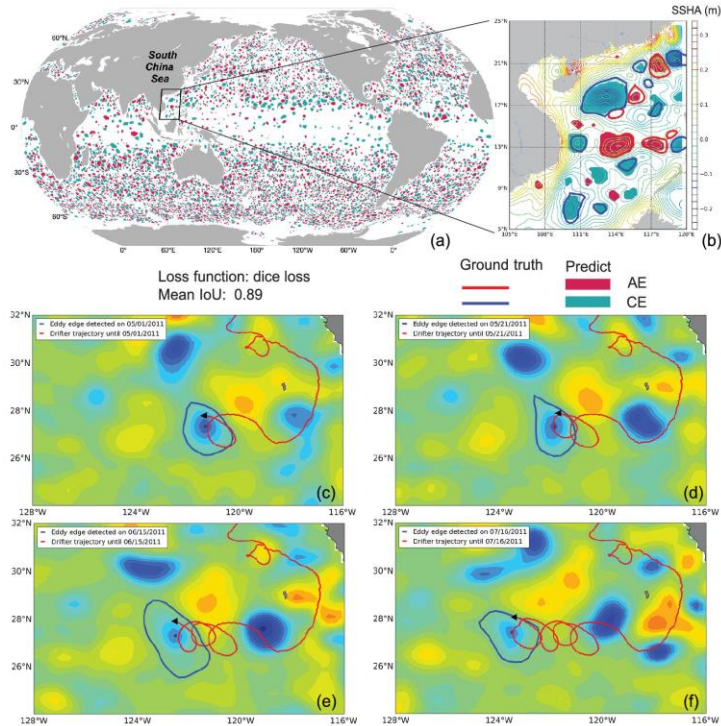 SSHA (m)
60°N
South
China
Sea
30°N
0°
30°S
60°S
0°
60°E
120°E
180°
120°W
60°W
0°
(a)
25°N
21°N
17°N
13°N
9°N
5°N
105°E
108°E
111°E
114°E
117°E
120°E
0.3
0.2
0.1
0.0
−0.1
−0.2
(b)
Loss function: dice loss
Mean IoU: 0.89
Ground truth
Predict
AE
CE
32°N
30°N
28°N
26°N
128°W
124°W
120°W
116°W
Eddy edge detected on 05/01/2011
Drifter trajectory until 05/01/2011
(c)
32°N
30°N
28°N
26°N
128°W
124°W
120°W
116°W
Eddy edge detected on 05/21/2011
Drifter trajectory until 05/21/2011
(d)
32°N
30°N
28°N
26°N
128°W
124°W
120°W
116°W
Eddy edge detected on 06/15/2011
Drifter trajectory until 06/15/2011
(e)
32°N
30°N
28°N
26°N
128°W
124°W
120°W
116°W
Eddy edge detected on 07/16/2011
Drifter trajectory until 07/16/2011
(f)